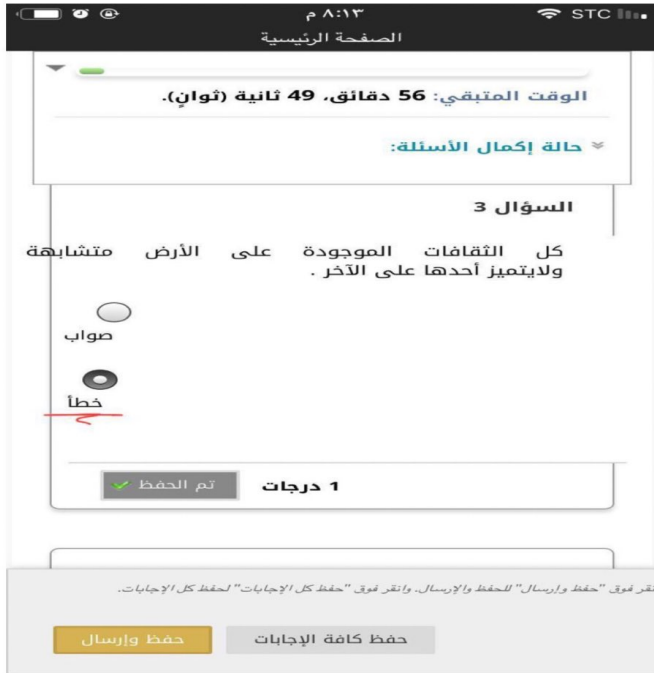 ٨:١٣ م
STC
الصفحة الرئيسية
الوقت المتبقي: 56 دقائق، 49 ثانية (ثوانٍ).
حالة إكمال الأسئلة:
السؤال 3
كل الثقافات الموجودة على الأرض متشابهة
ولايتميز أحدها على الآخر .
صواب
خطأ
1 درجات
تم الحفظ
نقر فوق "حفظ وإرسال" للحفظ والإرسال. وانقر فوق "حفظ كل الإجابات" لحفظ كل الإجابات.
حفظ كافة الإجابات
حفظ وإرسال